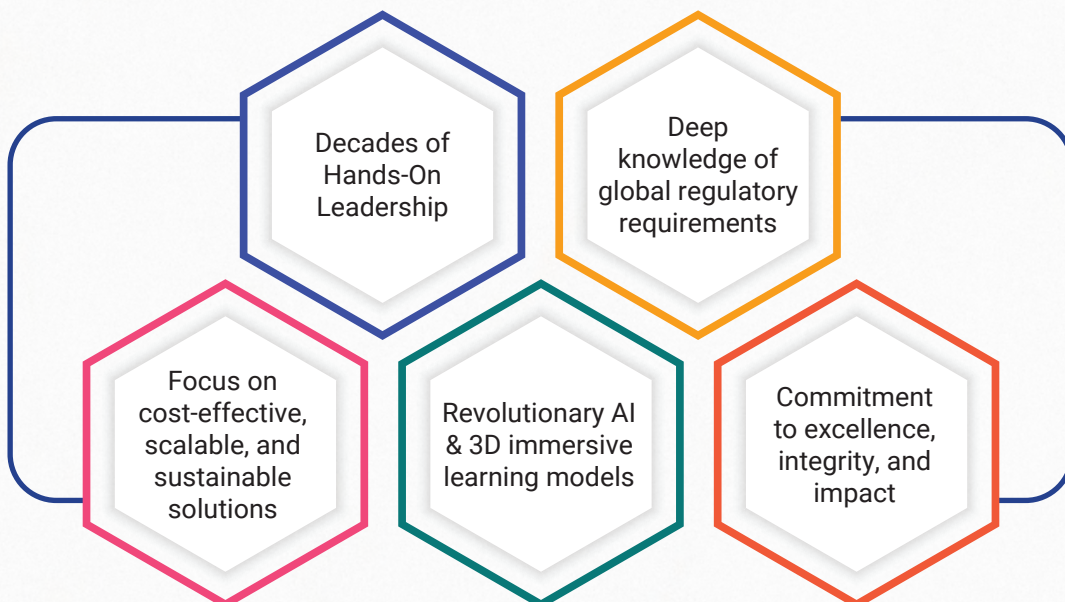 Decades of
Hands-On
Leadership
Deep
knowledge of
global regulatory
requirements
Focus on
cost-effective,
scalable, and
sustainable
solutions
Revolutionary AI
& 3D immersive
learning models
Commitment
to excellence,
integrity, and
impact